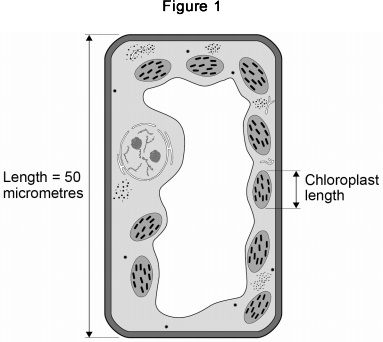 Figure 1
Length = 50
micrometres
Chloroplast
length